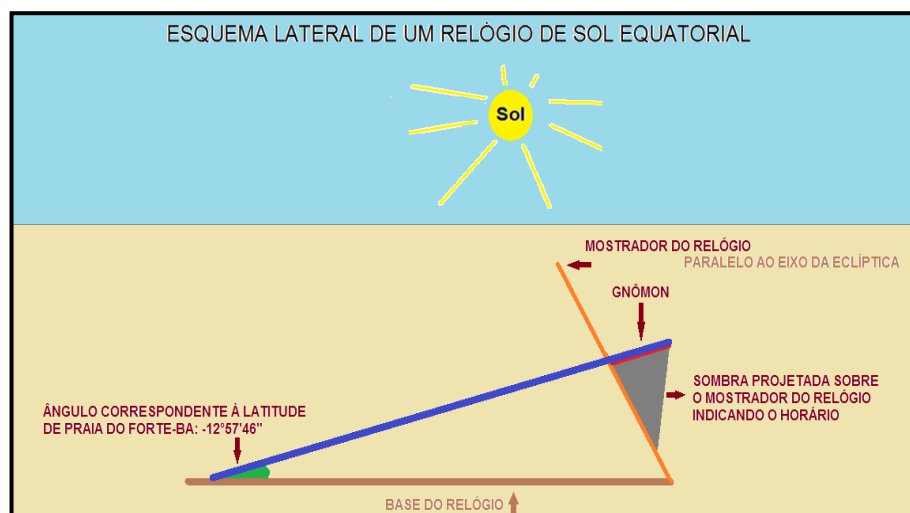 ESQUEMA LATERAL DE UM RELÓGIO DE SOL EQUATORIAL
Sol
MOSTRADOR DO RELÓGIO
PARALELO AO EIXO DA ECLÍPTICA
GNÔMON
SOMBRA PROJETADA SOBRE
O MOSTRADOR DO RELÓGIO
INDICANDO O HORÁRIO
ÂNGULO CORRESPONDENTE À LATITUDE
DE PRAIA DO FORTE-BA: -12°57'46"
BASE DO RELÓGIO